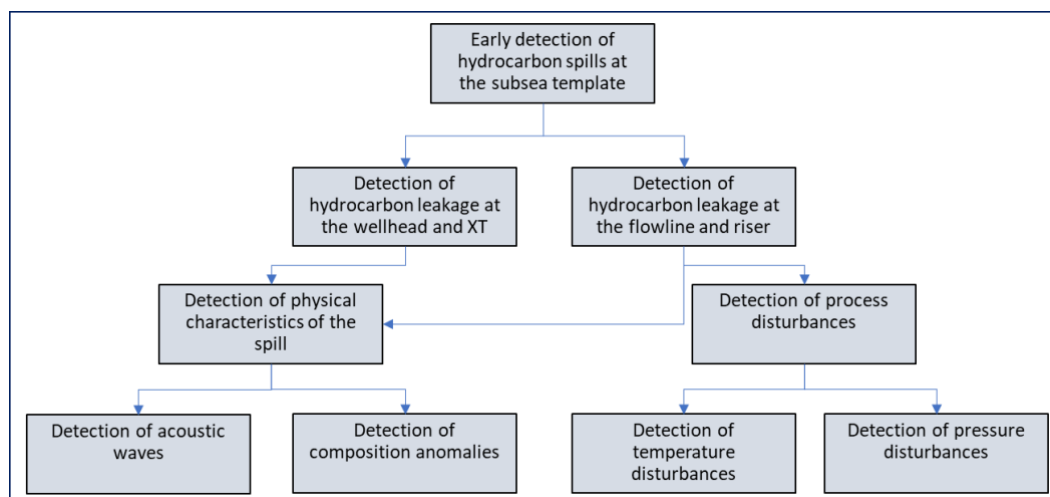 Early detection of
hydrocarbon spills at
the subsea template
Detection of
hydrocarbon leakage at
the wellhead and XT
Detection of
hydrocarbon leakage at
the flowline and riser
Detection of physical
characteristics of the
spill
Detection of process
disturbances
Detection of acoustic
waves
Detection of
composition anomalies
Detection of
temperature
disturbances
Detection of pressure
disturbances